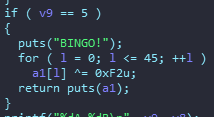 if ( v9 == 5 )
{
puts("BINGO!");
for ( l = 0; l <= 45; ++l )
a1[l] ^= 0xF2u;
return puts(a1);
}